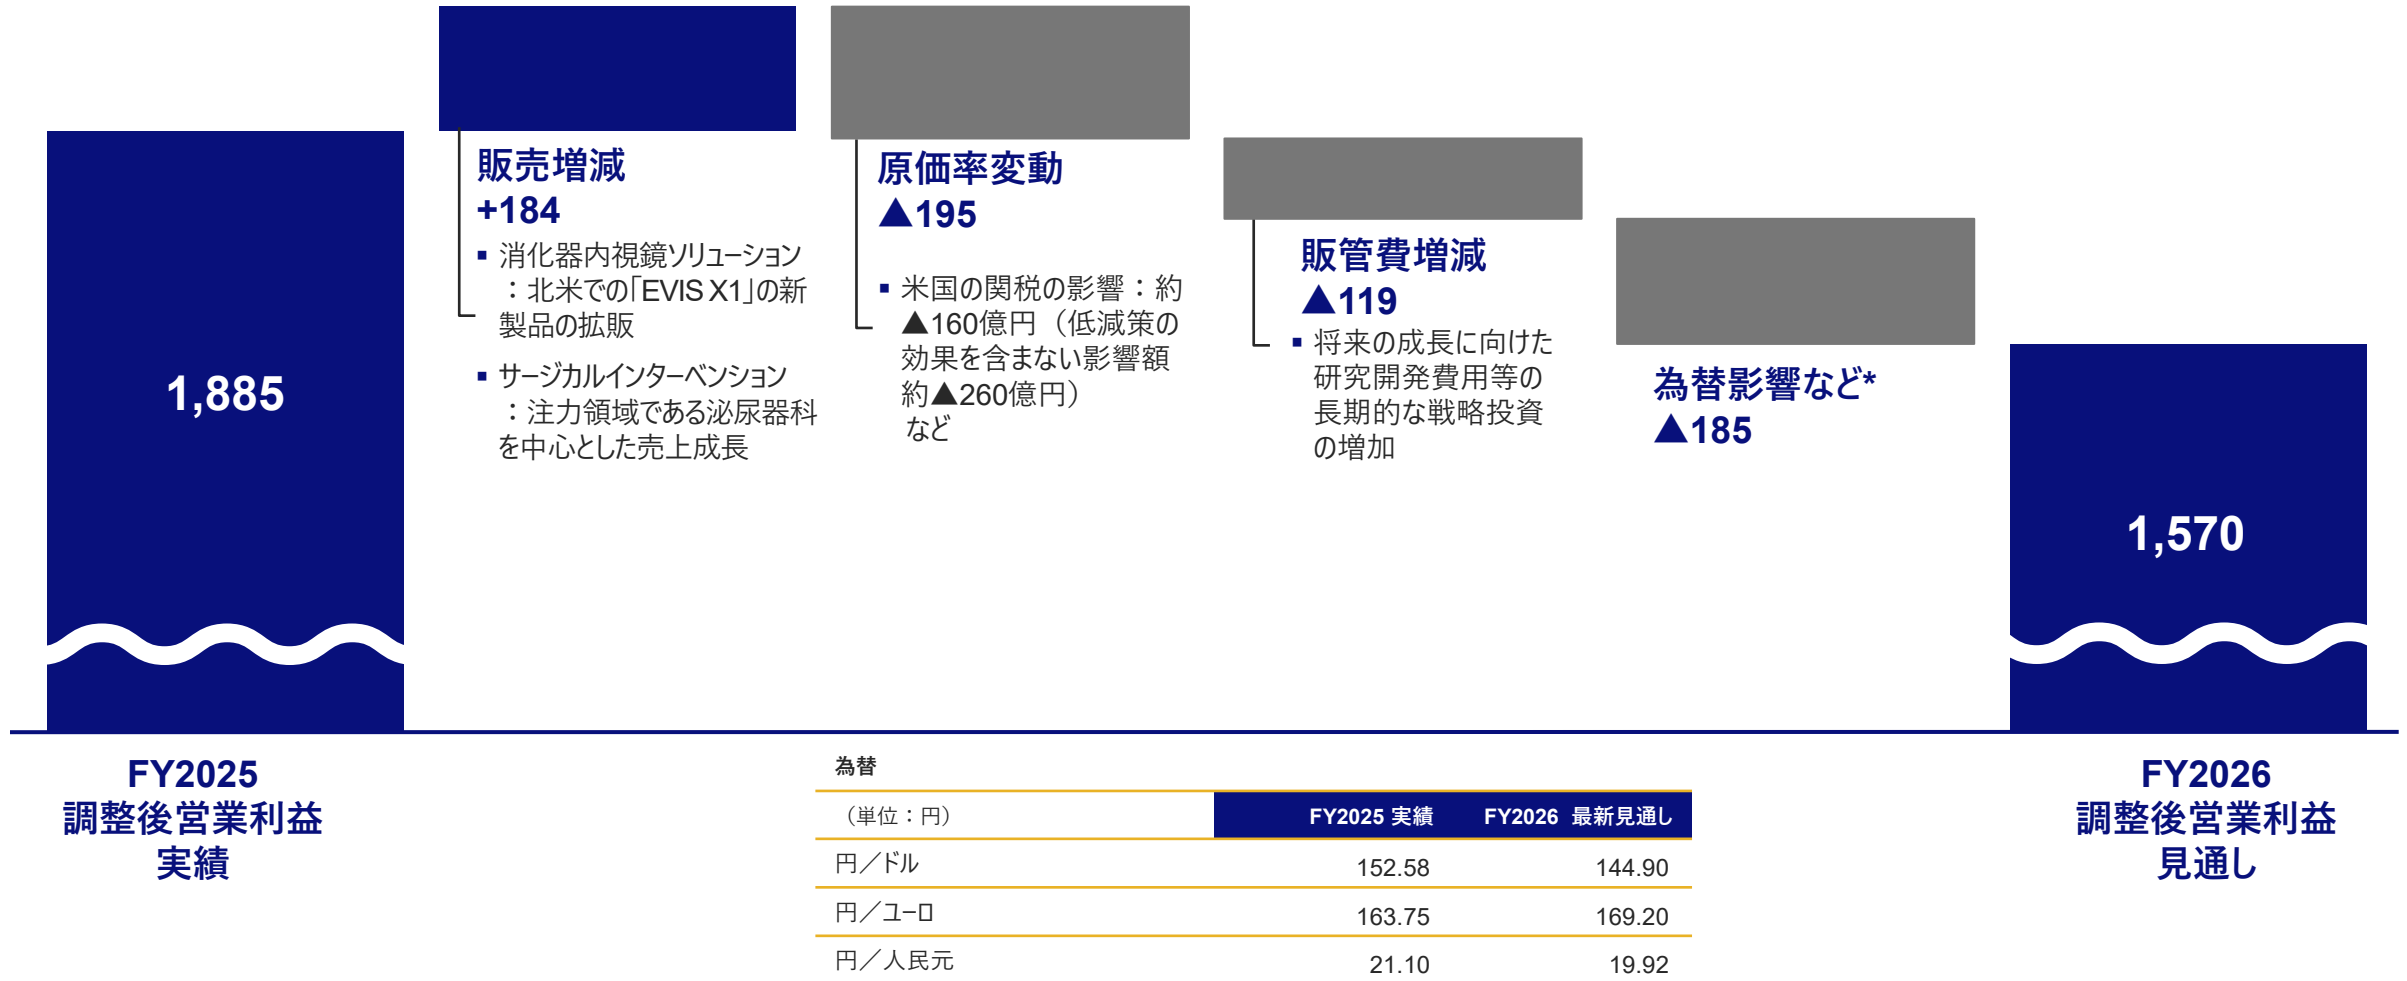 1,885
販売増減
+184
▪ 消化器内視鏡ソリューション
：北米での「EVIS X1」の新
製品の拡販
▪ サージカルインターベンション
：注力領域である泌尿器科
を中心とした売上成長
原価率変動
▲195
▪ 米国の関税の影響：約
▲160億円（低減策の
効果を含まない影響額
約▲260億円）
など
販管費増減
▲119
▪ 将来の成長に向けた
研究開発費用等の
長期的な戦略投資
の増加
為替影響など*
▲185
1,570
FY2025
調整後営業利益
実績
FY2026
調整後営業利益
見通し
為替
（単位：円） FY2025 実績 FY2026 最新見通し
円／ドル 152.58 144.90
円／ユーロ 163.75 169.20
円／人民元 21.10 19.92